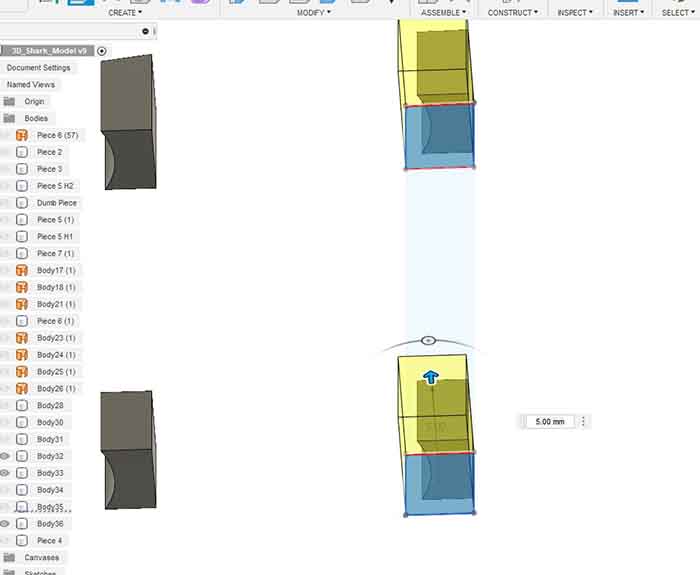 CREATE ▾
MODIFY ▾
ASSEMBLE ▾
CONSTRUCT ▾
INSPECT ▾
INSERT ▾
SELECT ▾
3D_Shark_Model v9
Document Settings
Named Views
Origin
Bodies
Piece 6 (57)
Piece 2
Piece 3
Piece 5 H2
Dumb Piece
Piece 5 (1)
Piece 5 H1
Piece 7 (1)
Body17 (1)
Body18 (1)
Body21 (1)
Piece 6 (1)
Body23 (1)
Body24 (1)
Body25 (1)
Body26 (1)
Body28
Body30
Body31
Body32
Body33
Body34
Body35
Body36
Piece 4
Canvases
Sketches
5.00 mm